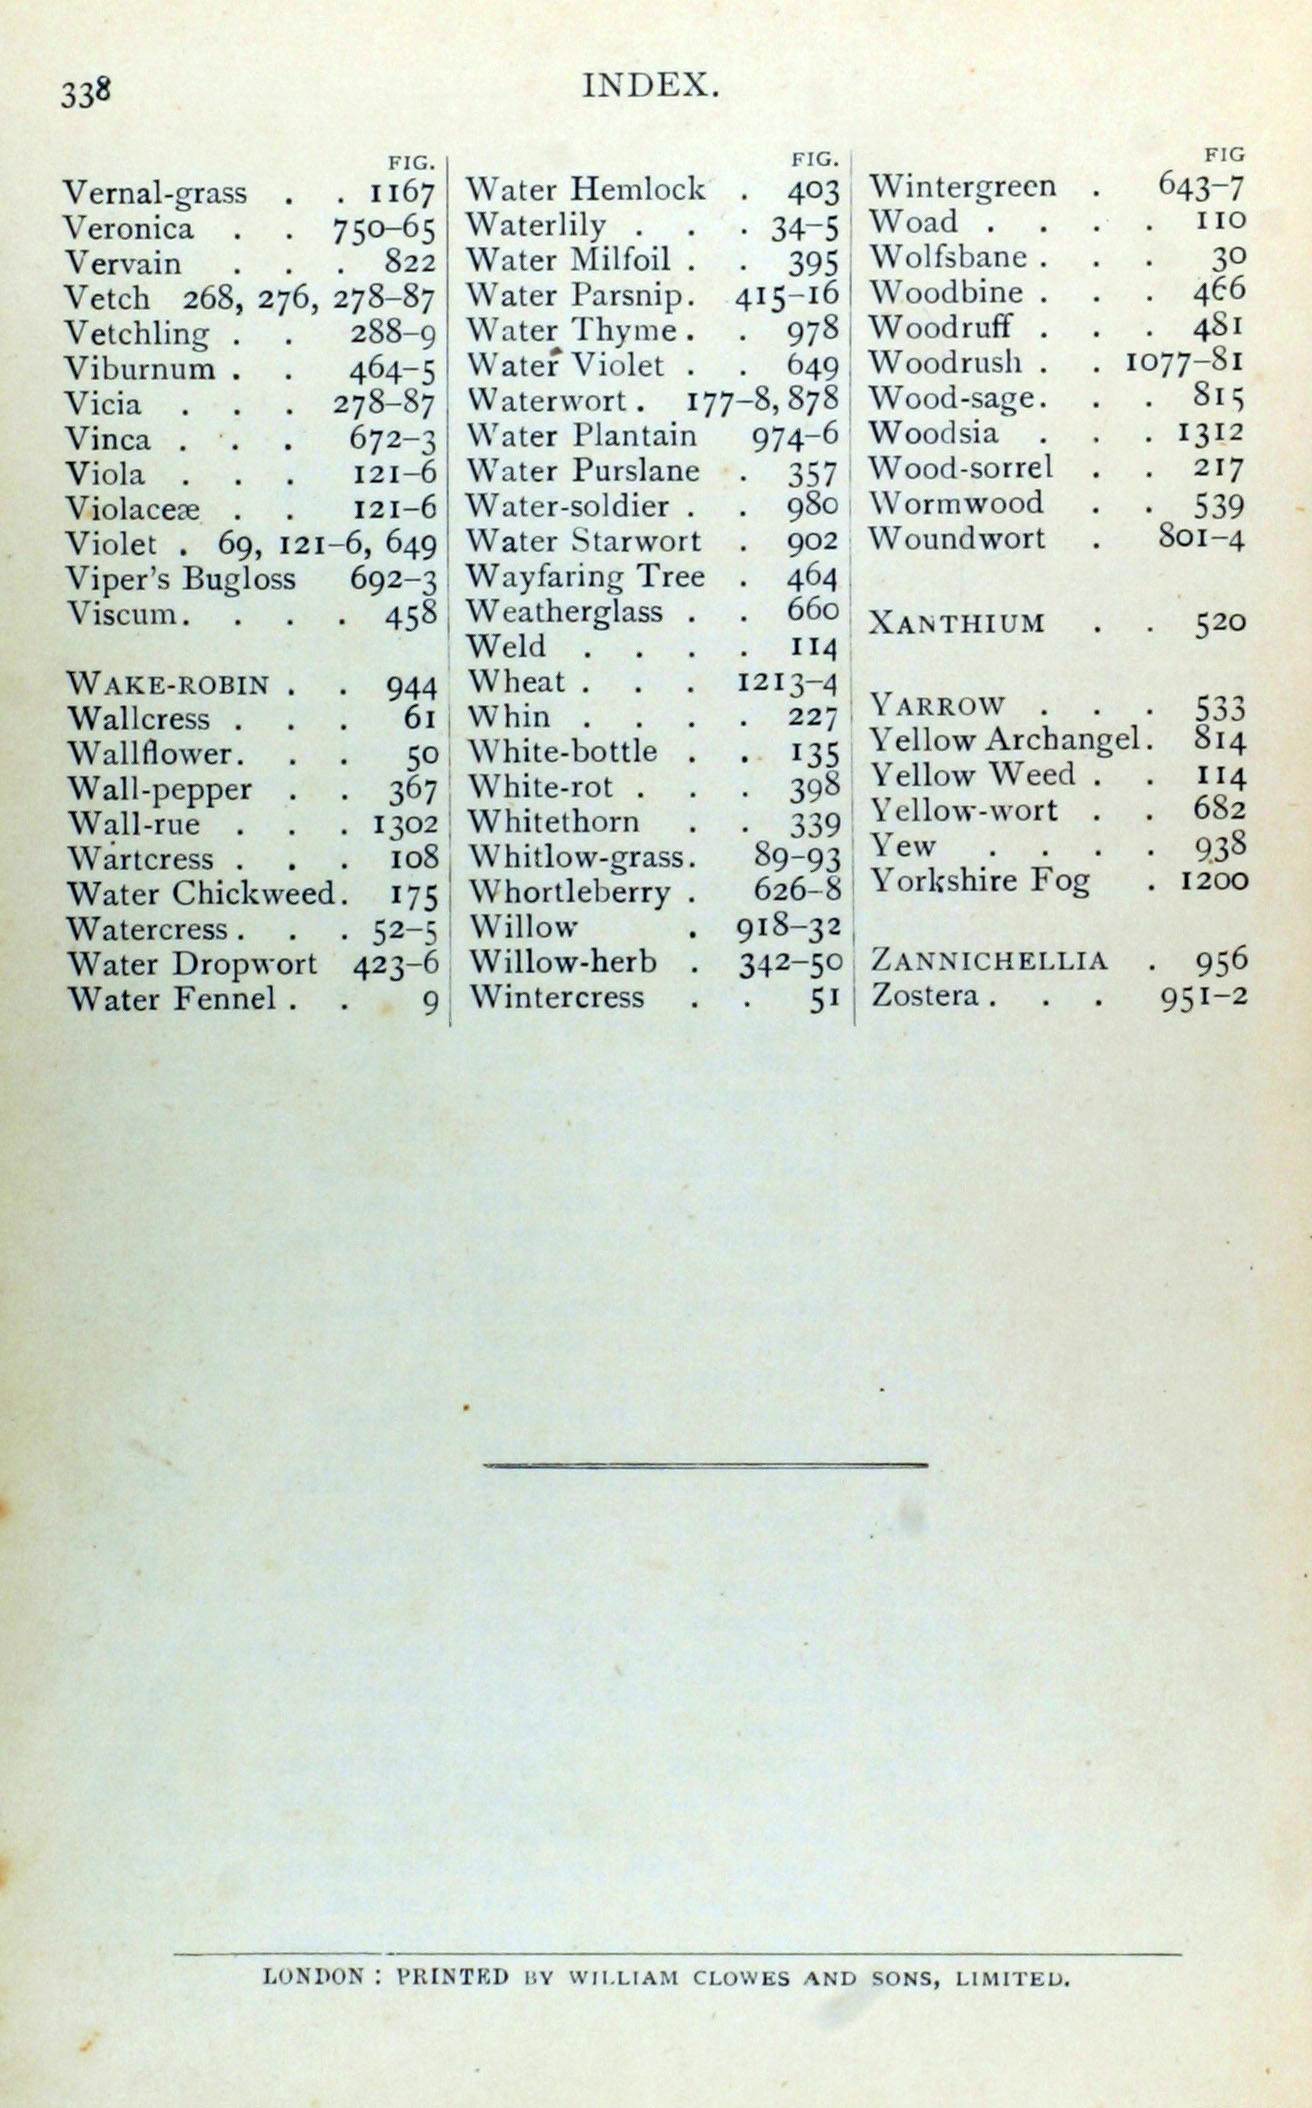 338
INDEX.
FIG.
Vernal-grass . . 1167
Veronica . . 750–65
Vervain . . . 822
Vetch 268, 276, 278–87
Vetchling . . 288–9
Viburnum . . 464–5
Vicia . . . 278–87
Vinca . . . 672–3
Viola . . . 121–6
Violaceæ . . 121–6
Violet . 69, 121–6, 649
Viper's Bugloss 692–3
Viscum. . . . 458
WAKE-ROBIN . . 944
Wallcress . . . 61
Wallflower. . . 50
Wall-pepper . . 367
Wall-rue . . . 1302
Wartcress . . . 108
Water Chickweed. 175
Watercress . . . 52–5
Water Dropwort 423–6
Water Fennel . . 9
FIG.
Water Hemlock . 403
Waterlily . . . 34–5
Water Milfoil . . 395
Water Parsnip. 415–16
Water Thyme . . 978
Water Violet . . 649
Waterwort . 177–8, 878
Water Plantain 974–6
Water Purslane . 357
Water-soldier . . 980
Water Starwort . 902
Wayfaring Tree . 464
Weatherglass . . 660
Weld . . . . 114
Wheat . . . 1213–4
Whin . . . . 227
White-bottle . . 135
White-rot . . . 398
Whitethorn . . 339
Whitlow-grass. 89–93
Whortleberry . 626–8
Willow . 918–32
Willow-herb . 342–50
Wintercress . . 51
FIG
Wintergreen . 643–7
Woad . . . . 110
Wolfsbane . . . 30
Woodbine . . . 466
Woodruff . . . 481
Woodrush . . 1077–81
Wood-sage. . . 815
Woodsia . . . 1312
Wood-sorrel . . 217
Wormwood . . 539
Woundwort . 801–4
XANTHIUM . . 520
YARROW . . . 533
Yellow Archangel. 814
Yellow Weed . . 114
Yellow-wort . . 682
Yew . . . . 938
Yorkshire Fog . 1200
ZANNICHELLIA . 956
Zostera . . . 951–2
LONDON : PRINTED BY WILLIAM CLOWES AND SONS, LIMITED.